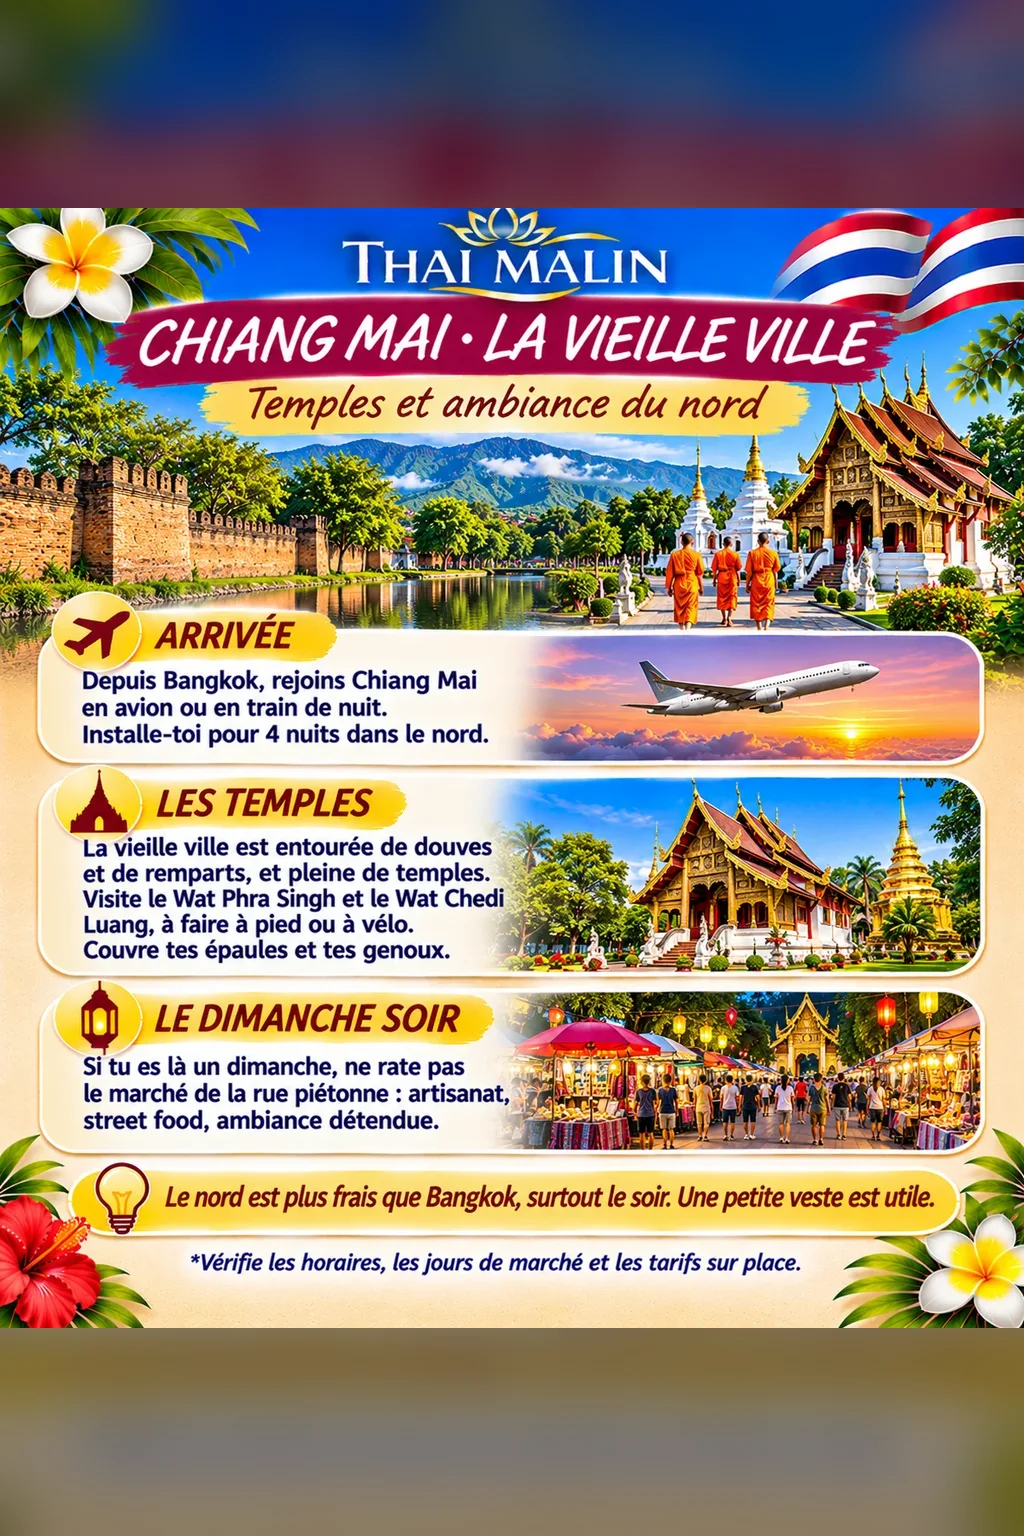 THAI MALIN
CHIANG MAI • LA VIEILLE VILLE
Temples et ambiance du nord
ARRIVÉE
Depuis Bangkok, rejoins Chiang Mai
en avion ou en train de nuit.
Installe-toi pour 4 nuits dans le nord.
LES TEMPLES
La vieille ville est entourée de douves
et de remparts, et pleine de temples.
Visite le Wat Phra Singh et le Wat Chedi
Luang, à faire à pied ou à vélo.
Couvre tes épaules et tes genoux.
LE DIMANCHE SOIR
Si tu es là un dimanche, ne rate pas
le marché de la rue piétonne : artisanat,
street food, ambiance détendue.
Le nord est plus frais que Bangkok, surtout le soir. Une petite veste est utile.
*Vérifie les horaires, les jours de marché et les tarifs sur place.